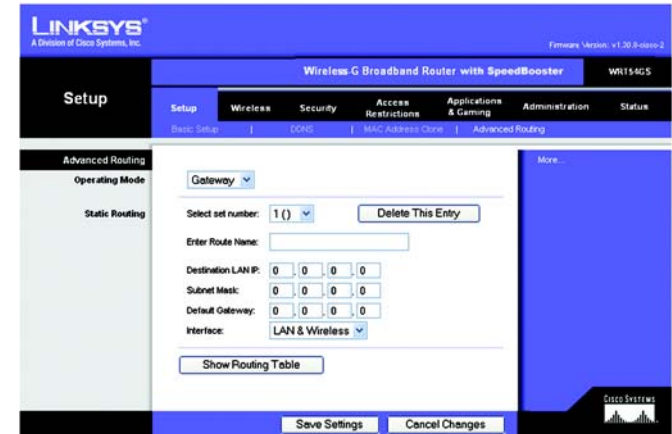 LINKSYS®
A Division of Cisco Systems, Inc.
Firmware Version: v1.30.0-cisco-2
Wireless-G Broadband Router with SpeedBooster WRT54GS
Setup
Setup Wireless Security Access Restrictions Applications & Gaming Administration Status
Basic Setup | DDNS | MAC Address Clone | Advanced Routing
Advanced Routing
More...
Operating Mode Gateway
Static Routing Select set number: 1 () Delete This Entry
Enter Route Name:
Destination LAN IP: 0 . 0 . 0 . 0
Subnet Mask: 0 . 0 . 0 . 0
Default Gateway: 0 . 0 . 0 . 0
Interface: LAN & Wireless
Show Routing Table
CISCO SYSTEMS
Save Settings Cancel Changes